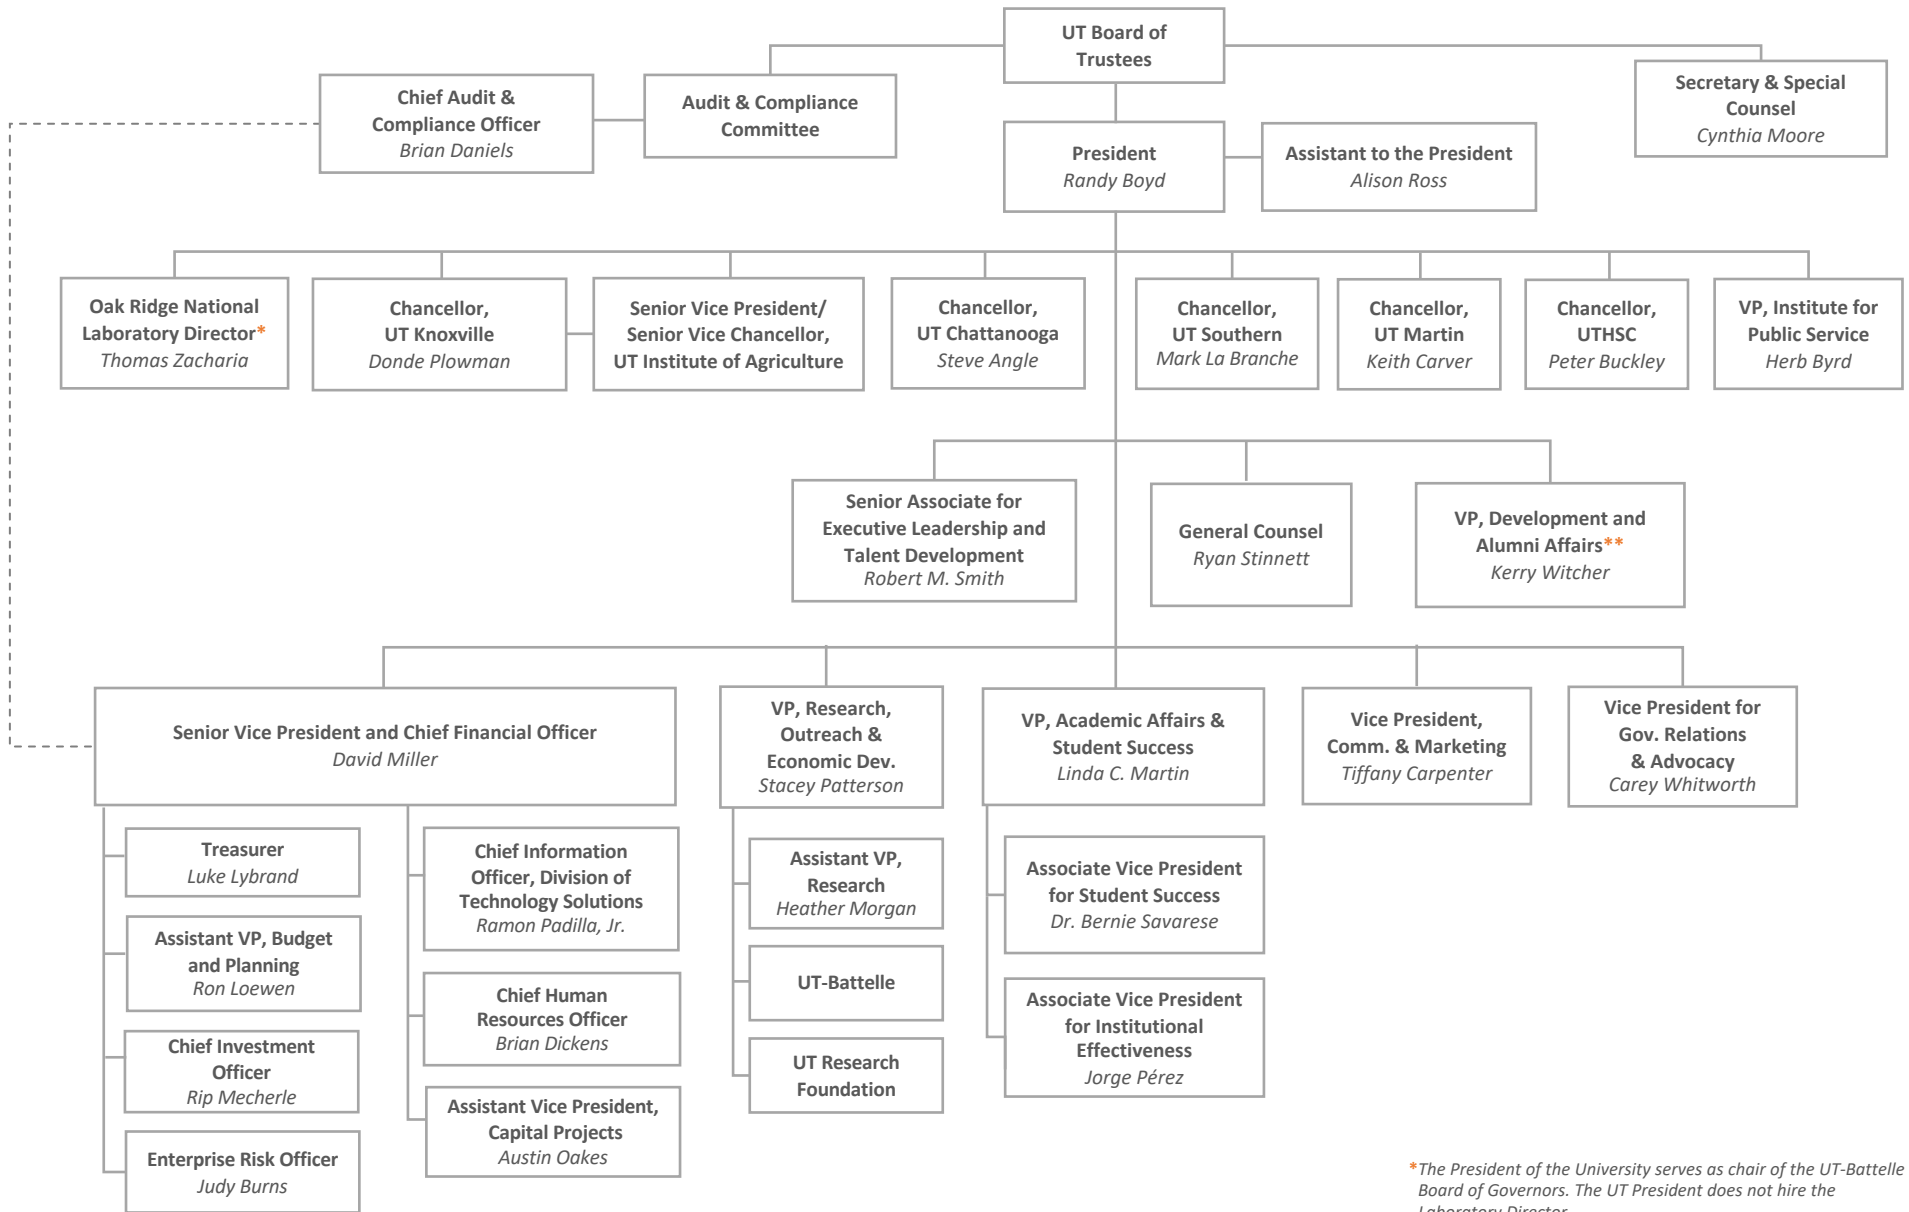 UT Board of
Trustees
Chief Audit &
Compliance Officer
Brian Daniels
Audit & Compliance
Committee
Secretary & Special
Counsel
Cynthia Moore
President
Randy Boyd
Assistant to the President
Alison Ross
Oak Ridge National
Laboratory Director*
Thomas Zacharia
Chancellor,
UT Knoxville
Donde Plowman
Senior Vice President/
Senior Vice Chancellor,
UT Institute of Agriculture
Chancellor,
UT Chattanooga
Steve Angle
Chancellor,
UT Southern
Mark La Branche
Chancellor,
UT Martin
Keith Carver
Chancellor,
UTHSC
Peter Buckley
VP, Institute for
Public Service
Herb Byrd
Senior Associate for
Executive Leadership and
Talent Development
Robert M. Smith
General Counsel
Ryan Stinnett
VP, Development and
Alumni Affairs**
Kerry Witcher
Senior Vice President and Chief Financial Officer
David Miller
VP, Research,
Outreach &
Economic Dev.
Stacey Patterson
VP, Academic Affairs &
Student Success
Linda C. Martin
Vice President,
Comm. & Marketing
Tiffany Carpenter
Vice President for
Gov. Relations
& Advocacy
Carey Whitworth
Treasurer
Luke Lybrand
Assistant VP, Budget
and Planning
Ron Loewen
Chief Investment
Officer
Rip Mecherle
Enterprise Risk Officer
Judy Burns
Chief Information
Officer, Division of
Technology Solutions
Ramon Padilla, Jr.
Chief Human
Resources Officer
Brian Dickens
Assistant Vice President,
Capital Projects
Austin Oakes
Assistant VP,
Research
Heather Morgan
UT-Battelle
UT Research
Foundation
Associate Vice President
for Student Success
Dr. Bernie Savarese
Associate Vice President
for Institutional
Effectiveness
Jorge Pérez
*The President of the University serves as chair of the UT-Battelle
Board of Governors. The UT President does not hire the
Laboratory Director